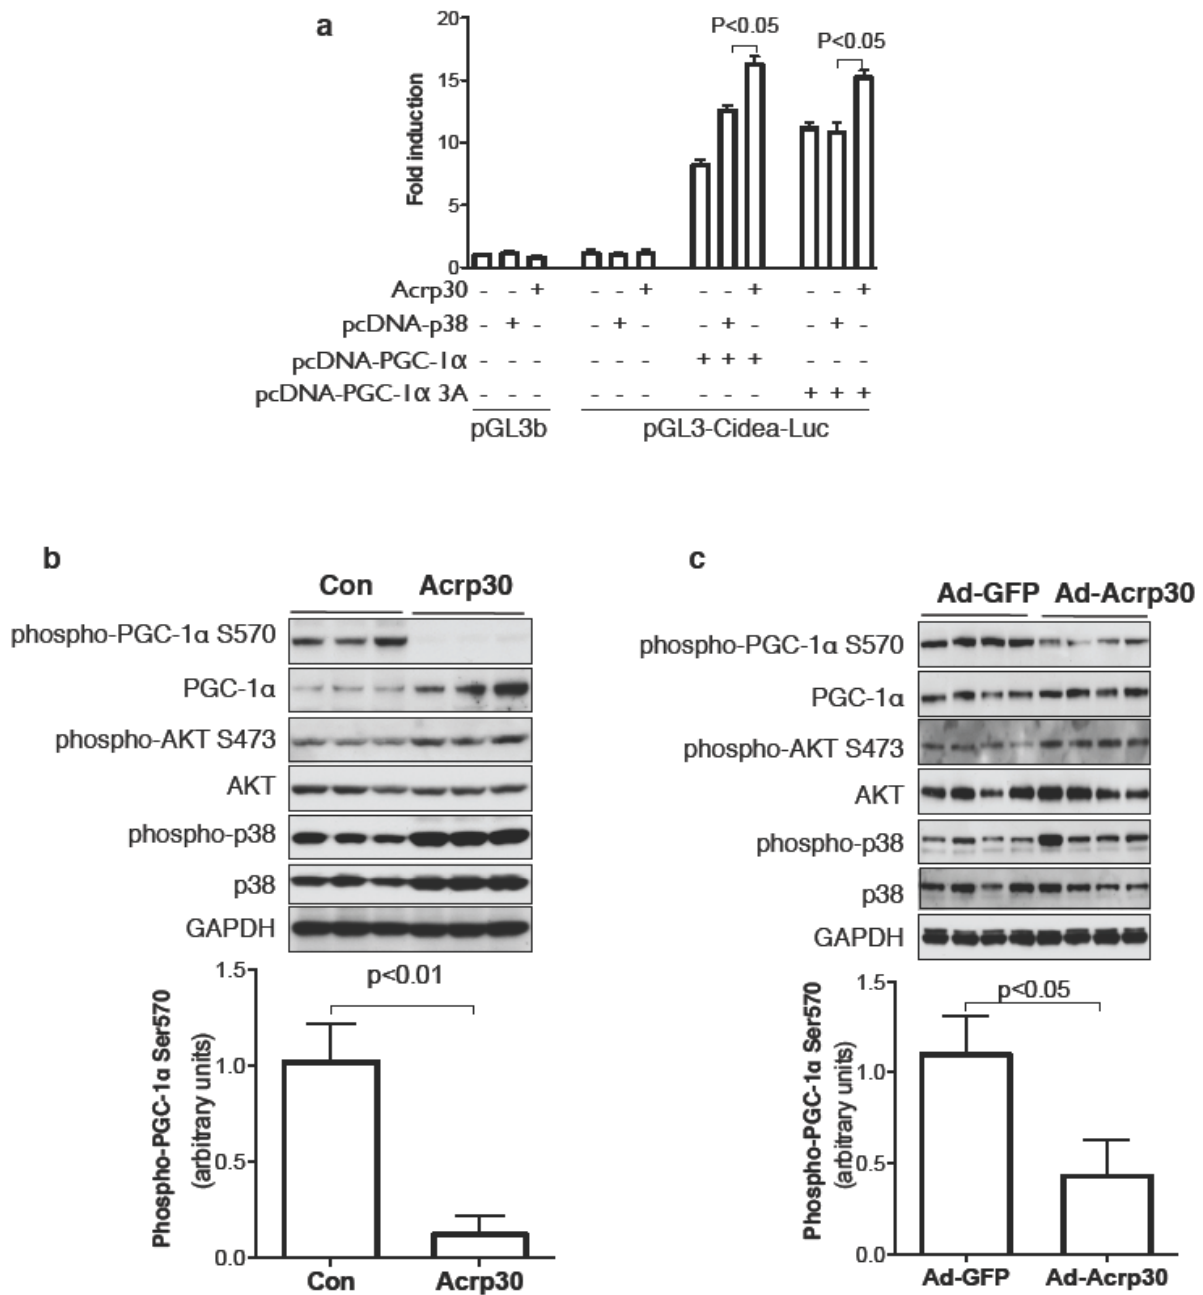 a
P<0.05
P<0.05
Fold induction
20
15
10
5
0
Acrp30 - - + - - + - - + - - +
pcDNA-p38 - + - - + - - + - - + -
pcDNA-PGC-1α - - - - - - + + + - - -
pcDNA-PGC-1α 3A - - - - - - - - - + + +
pGL3b pGL3-Cidea-Luc
b
Con Acrp30
phospho-PGC-1α S570
PGC-1α
phospho-AKT S473
AKT
phospho-p38
p38
GAPDH
p<0.01
Phospho-PGC-1α Ser570
(arbitrary units)
1.5
1.0
0.5
0.0
Con Acrp30
c
Ad-GFP Ad-Acrp30
phospho-PGC-1α S570
PGC-1α
phospho-AKT S473
AKT
phospho-p38
p38
GAPDH
p<0.05
Phospho-PGC-1α Ser570
(arbitrary units)
1.5
1.0
0.5
0.0
Ad-GFP Ad-Acrp30